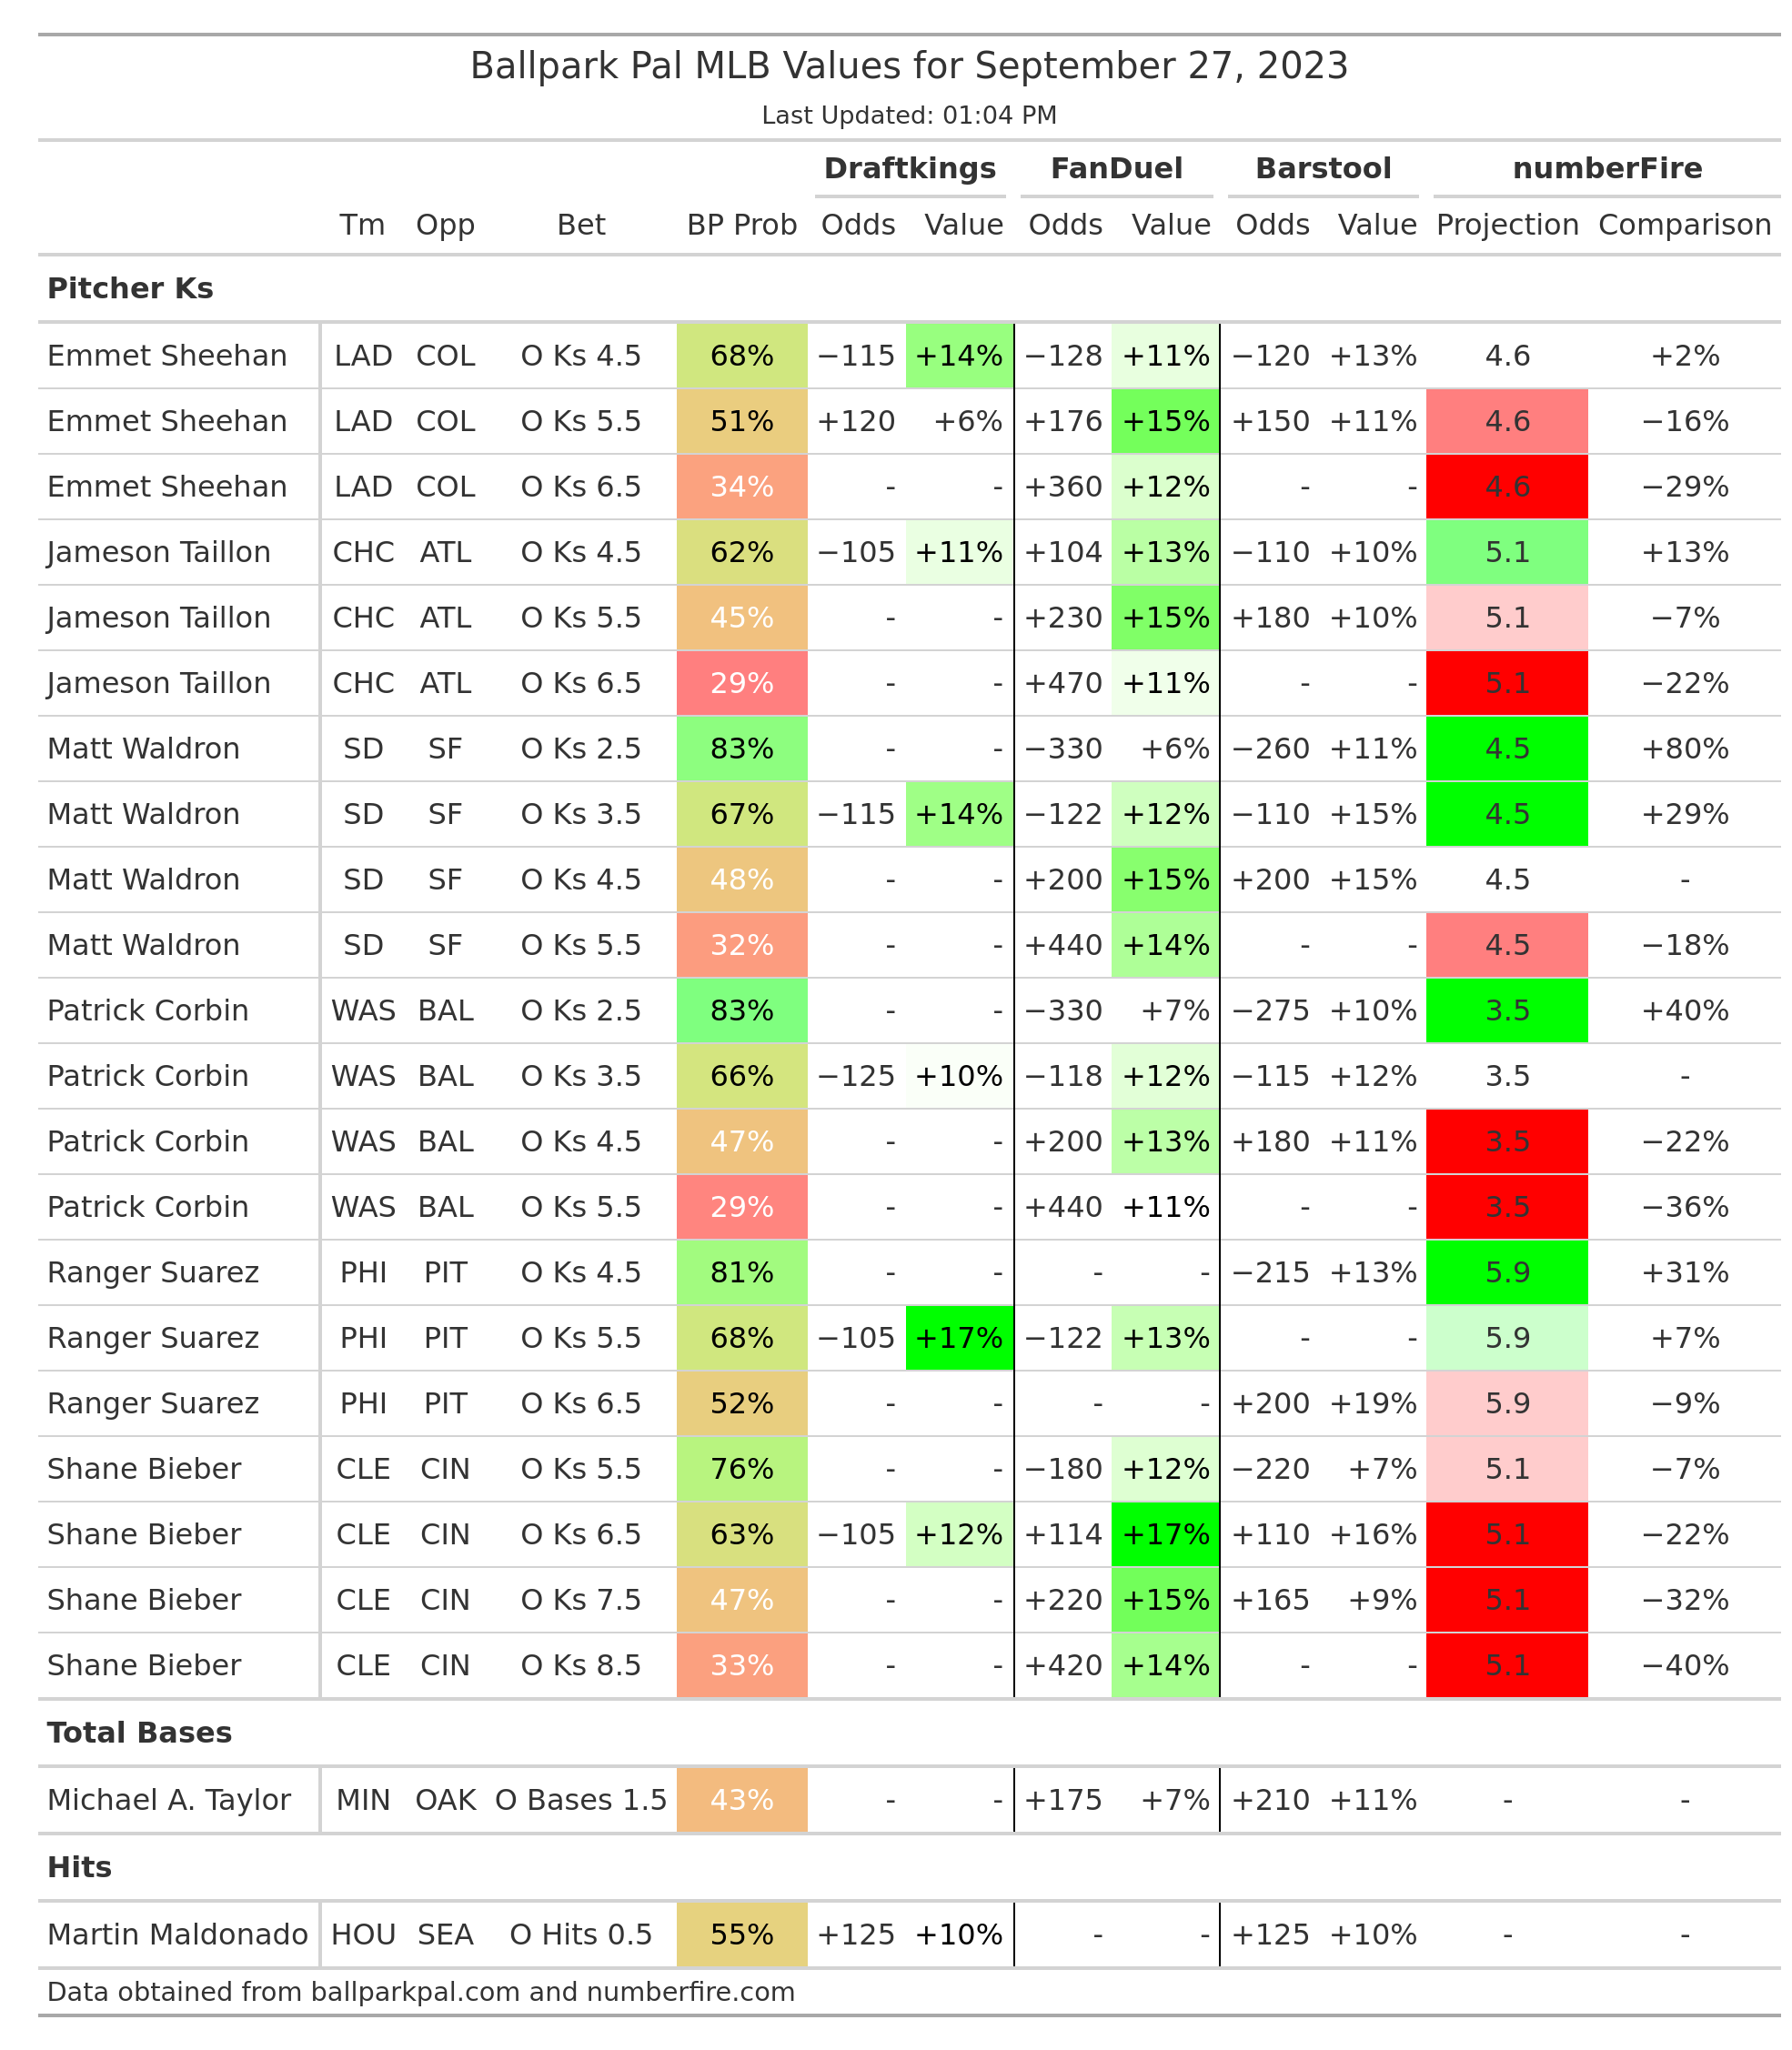 Ballpark Pal MLB Values for September 27, 2023
Last Updated: 01:04 PM
Draftkings FanDuel Barstool numberFire
Tm Opp Bet BP Prob Odds Value Odds Value Odds Value Projection Comparison
Pitcher Ks
Emmet Sheehan LAD COL O Ks 4.5 68% −115 +14% −128 +11% −120 +13% 4.6 +2%
Emmet Sheehan LAD COL O Ks 5.5 51% +120 +6% +176 +15% +150 +11% 4.6 −16%
Emmet Sheehan LAD COL O Ks 6.5 34% - - +360 +12% - - 4.6 −29%
Jameson Taillon CHC ATL O Ks 4.5 62% −105 +11% +104 +13% −110 +10% 5.1 +13%
Jameson Taillon CHC ATL O Ks 5.5 45% - - +230 +15% +180 +10% 5.1 −7%
Jameson Taillon CHC ATL O Ks 6.5 29% - - +470 +11% - - 5.1 −22%
Matt Waldron SD SF O Ks 2.5 83% - - −330 +6% −260 +11% 4.5 +80%
Matt Waldron SD SF O Ks 3.5 67% −115 +14% −122 +12% −110 +15% 4.5 +29%
Matt Waldron SD SF O Ks 4.5 48% - - +200 +15% +200 +15% 4.5 -
Matt Waldron SD SF O Ks 5.5 32% - - +440 +14% - - 4.5 −18%
Patrick Corbin WAS BAL O Ks 2.5 83% - - −330 +7% −275 +10% 3.5 +40%
Patrick Corbin WAS BAL O Ks 3.5 66% −125 +10% −118 +12% −115 +12% 3.5 -
Patrick Corbin WAS BAL O Ks 4.5 47% - - +200 +13% +180 +11% 3.5 −22%
Patrick Corbin WAS BAL O Ks 5.5 29% - - +440 +11% - - 3.5 −36%
Ranger Suarez PHI PIT O Ks 4.5 81% - - - - −215 +13% 5.9 +31%
Ranger Suarez PHI PIT O Ks 5.5 68% −105 +17% −122 +13% - - 5.9 +7%
Ranger Suarez PHI PIT O Ks 6.5 52% - - - - +200 +19% 5.9 −9%
Shane Bieber CLE CIN O Ks 5.5 76% - - −180 +12% −220 +7% 5.1 −7%
Shane Bieber CLE CIN O Ks 6.5 63% −105 +12% +114 +17% +110 +16% 5.1 −22%
Shane Bieber CLE CIN O Ks 7.5 47% - - +220 +15% +165 +9% 5.1 −32%
Shane Bieber CLE CIN O Ks 8.5 33% - - +420 +14% - - 5.1 −40%
Total Bases
Michael A. Taylor MIN OAK O Bases 1.5 43% - - +175 +7% +210 +11% - -
Hits
Martin Maldonado HOU SEA O Hits 0.5 55% +125 +10% - - +125 +10% - -
Data obtained from ballparkpal.com and numberfire.com